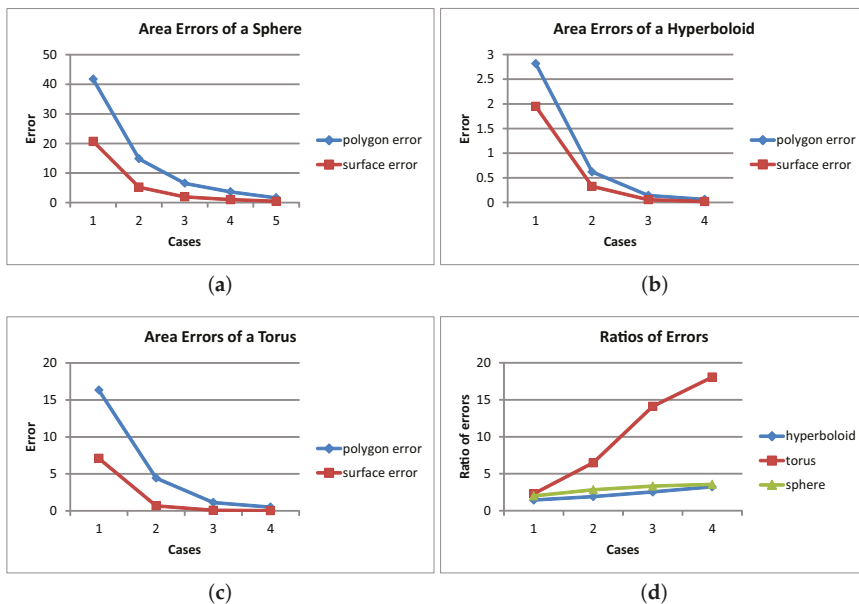 Area Errors of a Sphere
50
40
30
20
10
0
Error
1 2 3 4 5
Cases
polygon error
surface error
(a)
Area Errors of a Hyperboloid
3
2.5
2
1.5
1
0.5
0
Error
1 2 3 4
Cases
polygon error
surface error
(b)
Area Errors of a Torus
20
15
10
5
0
Error
1 2 3 4
Cases
polygon error
surface error
(c)
Ratios of Errors
20
15
10
5
0
Ratio of errors
1 2 3 4
Cases
hyperboloid
torus
sphere
(d)